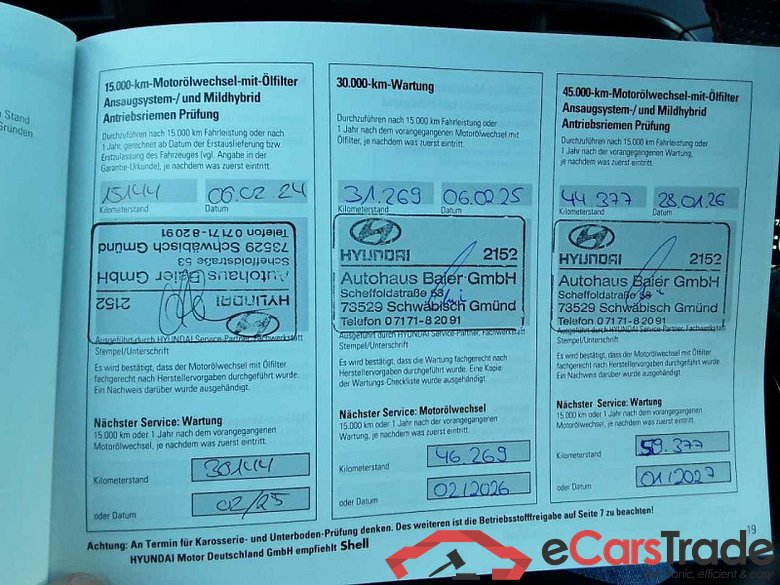 n Stand
Gründen
15.000-km-Motorölwechsel-mit-Ölfilter
Ansaugsystem-/ und Mildhybrid
Antriebsriemen Prüfung
Durchzuführen nach 15.000 km Fahrleistung oder nach
1 Jahr, gerechnet ab Datum der Erstauslieferung bzw.
Erstzulassung des Fahrzeuges (vgl. Angabe in der
Garantie-Urkunde), je nachdem was zuerst eintritt.
15144
06.02.24
Kilometerstand
Datum
HYUNDAI
2152
Autohaus Baier GmbH
Scheffoldstraße 53
73529 Schwäbisch Gmünd
Telefon 07171-82091
Ausgeführt durch HYUNDAI Service-Partner, Fachwerkstatt
Stempel/Unterschrift
Es wird bestätigt, dass der Motorölwechsel mit Ölfilter
fachgerecht nach Herstellervorgaben durchgeführt wurde.
Ein Nachweis darüber wurde ausgehändigt.
Nächster Service: Wartung
15.000 km oder 1 Jahr nach dem vorangegangenen
Motorölwechsel, je nachdem was zuerst eintritt.
Kilometerstand
30144
oder Datum
02/25
30.000-km-Wartung
Durchzuführen nach 15.000 km Fahrleistung oder
1 Jahr nach dem vorangegangenen Motorölwechsel mit
Ölfilter, je nachdem was zuerst eintritt.
31.269
06.02.25
Kilometerstand
Datum
HYUNDAI
2152
Autohaus Baier GmbH
Scheffoldstraße 53
73529 Schwäbisch Gmünd
Telefon 07171-82091
Ausgeführt durch HYUNDAI Service-Partner, Fachwerkstatt
Stempel/Unterschrift
Es wird bestätigt, dass die Wartung fachgerecht nach
Herstellervorgaben durchgeführt wurde. Eine Kopie
der Wartungs-Checkliste wurde ausgehändigt.
Nächster Service: Motorölwechsel
15.000 km oder 1 Jahr nach der vorangegangenen
Wartung, je nachdem was zuerst eintritt.
Kilometerstand
46.269
oder Datum
02/2026
45.000-km-Motorölwechsel-mit-Ölfilter
Ansaugsystem-/ und Mildhybrid
Antriebsriemen Prüfung
Durchzuführen nach 15.000 km Fahrleistung oder
1 Jahr nach der vorangegangenen Wartung,
je nachdem was zuerst eintritt.
44.377
28.01.26
Kilometerstand
Datum
HYUNDAI
2152
Autohaus Baier GmbH
Scheffoldstraße
73529 Schwäbisch Gmünd
Telefon 07171-82091
Ausgeführt durch HYUNDAI Service-Partner, Fachwerkstatt
Stempel/Unterschrift
Es wird bestätigt, dass der Motorölwechsel mit Ölfilter
fachgerecht nach Herstellervorgaben durchgeführt wurde.
Ein Nachweis darüber wurde ausgehändigt.
Nächster Service: Wartung
15.000 km oder 1 Jahr nach dem vorangegangenen
Motorölwechsel, je nachdem was zuerst eintritt.
Kilometerstand
59.377
oder Datum
01/2027
Achtung: An Termin für Karosserie- und Unterboden-Prüfung denken. Des weiteren ist die Betriebsstofffreigabe auf Seite 7 zu beachten!
HYUNDAI Motor Deutschland GmbH empfiehlt Shell
19
eCarsTrade
efficient & easy